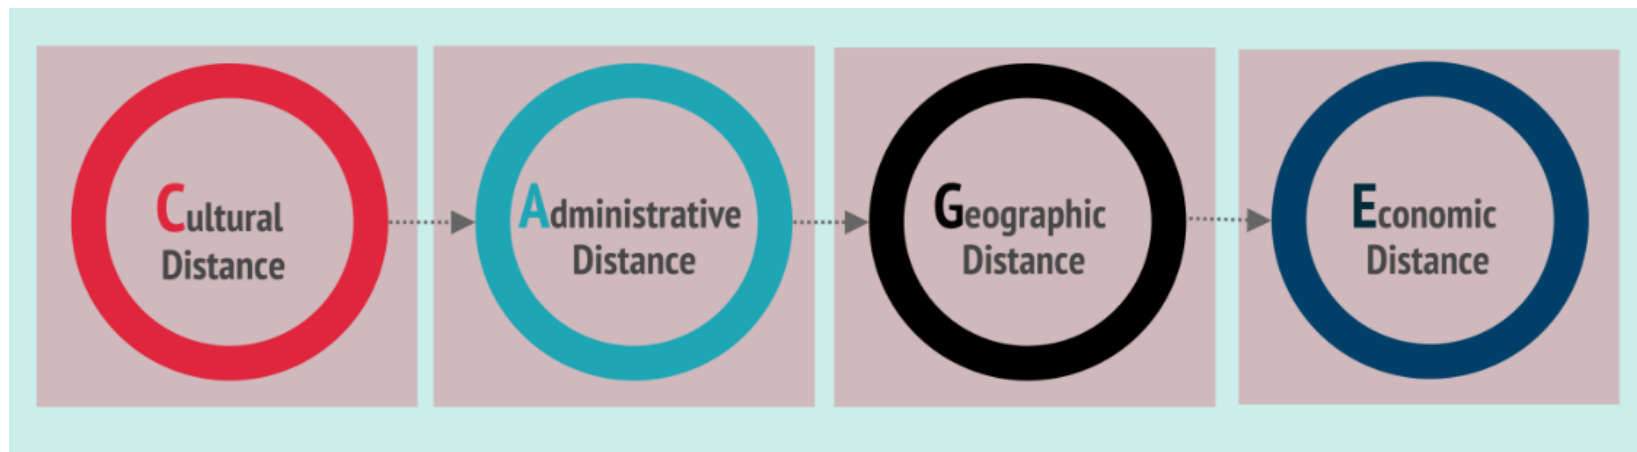 Cultural
Distance
Administrative
Distance
Geographic
Distance
Economic
Distance